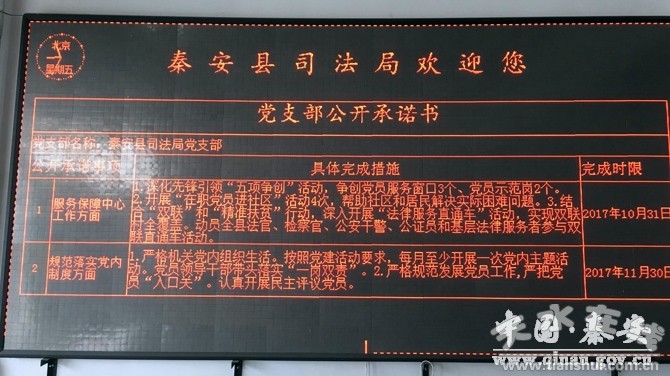 北京
星期五
秦安县司法局欢迎您
党支部公开承诺书
党支部名称：秦安县司法局党支部
公开承诺事项 具体完成措施 完成时限
1 服务保障中心工作方面
1.深化先锋引领“五项争创”活动，争创党员服务窗口3个、党员示范岗2个。
2.开展“在职党员进社区”活动4次，帮助社区和居民解决实际困难问题。3.结
合“双联”和“精准扶贫”行动，深入开展“法律服务直通车”活动，实现双联
村全覆盖。动员全县法官、检察官、公安干警、公证员和基层法律服务者参与双
联直通车活动。
2017年10月31日
2 规范落实党内制度方面
1.严格机关党内组织生活。按照党建活动要求，每月至少开展一次党内主题活
动。党员领导干部带头落实“一岗双责”。2.严格规范发展党员工作，严把党
员“入口关”。认真开展民主评议党员。
2017年11月30日
中国秦安
www.qinan.gov.cn
www.tianshui.com.cn